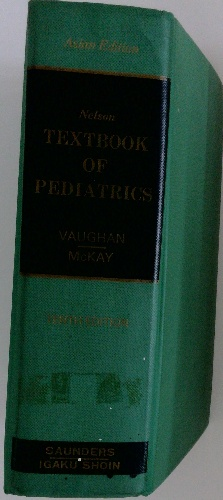 Asian Edition
Nelson
TEXTBOOK
OF
PEDIATRICS
VAUGHAN
McKAY
SAUNDERS
IGAKU SHOIN